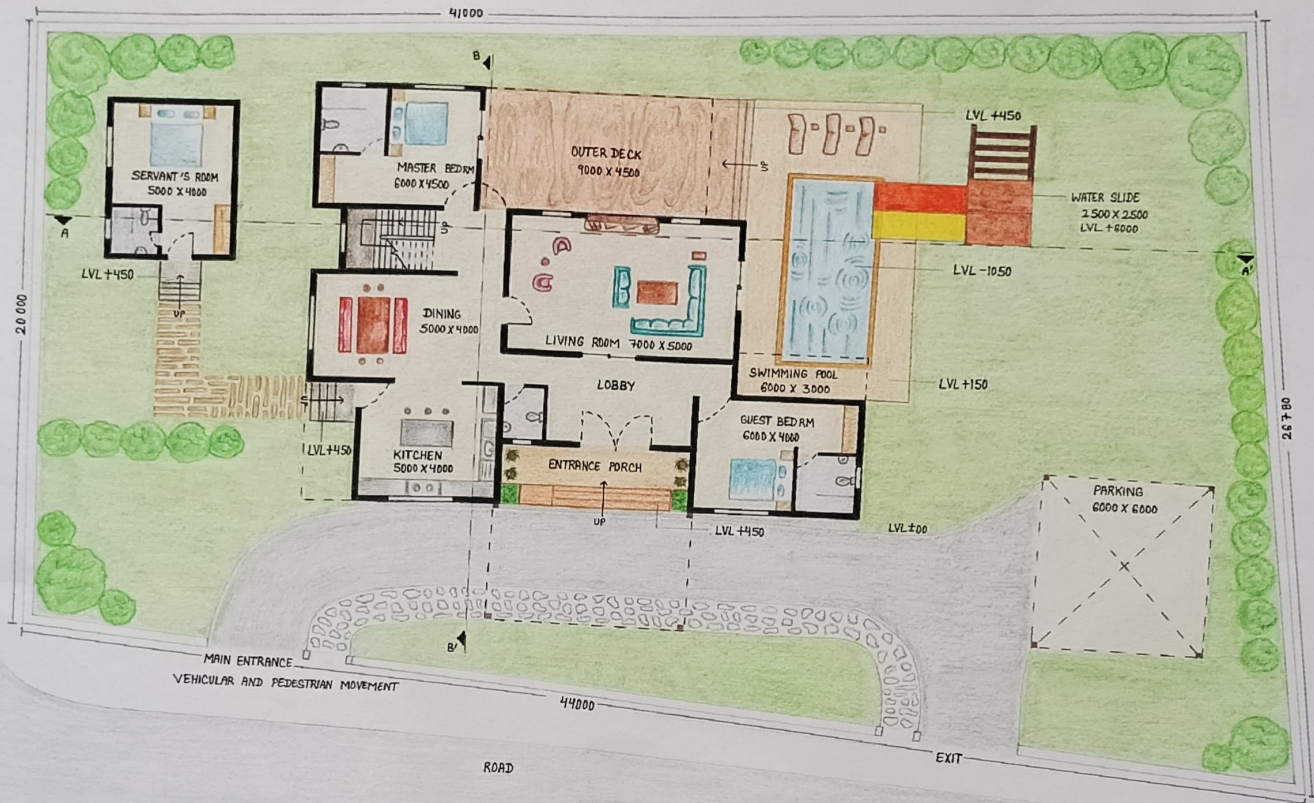 41000
B
LVL +450
SERVANT'S ROOM
5000 X 4000
MASTER BEDRM
6000 X 4500
OUTER DECK
9000 X 4500
WATER SLIDE
2500 X 2500
LVL +6000
A
UP
A'
LVL +450
LVL -1050
UP
20000
DINING
5000 X 4000
LIVING ROOM 7000 X 5000
LOBBY
SWIMMING POOL
6000 X 3000
LVL +150
26780
GUEST BEDRM
6000 X 4000
LVL +450
KITCHEN
5000 X 4000
ENTRANCE PORCH
PARKING
6000 X 6000
UP
LVL +450
LVL ±00
B'
MAIN ENTRANCE
VEHICULAR AND PEDESTRIAN MOVEMENT
44000
EXIT
ROAD